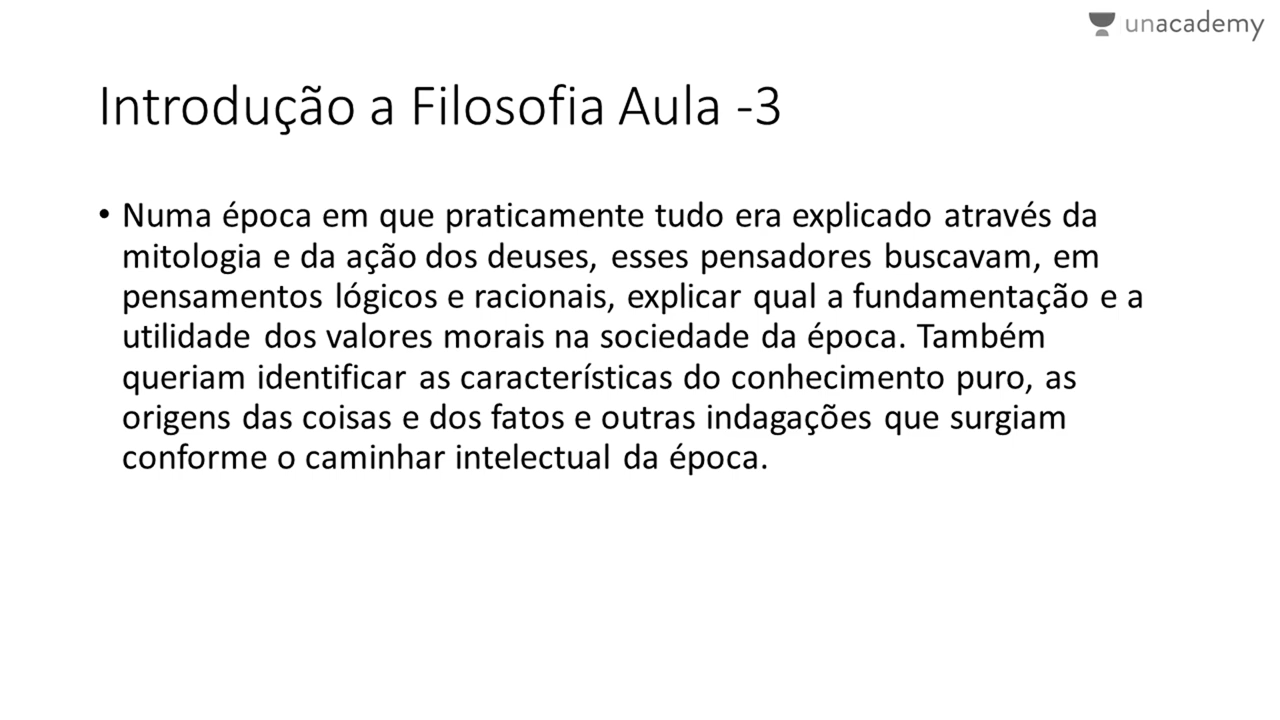 unacademy
Introdução a Filosofia Aula -3
• Numa época em que praticamente tudo era explicado através da
mitologia e da ação dos deuses, esses pensadores buscavam, em
pensamentos lógicos e racionais, explicar qual a fundamentação e a
utilidade dos valores morais na sociedade da época. Também
queriam identificar as características do conhecimento puro, as
origens das coisas e dos fatos e outras indagações que surgiam
conforme o caminhar intelectual da época.